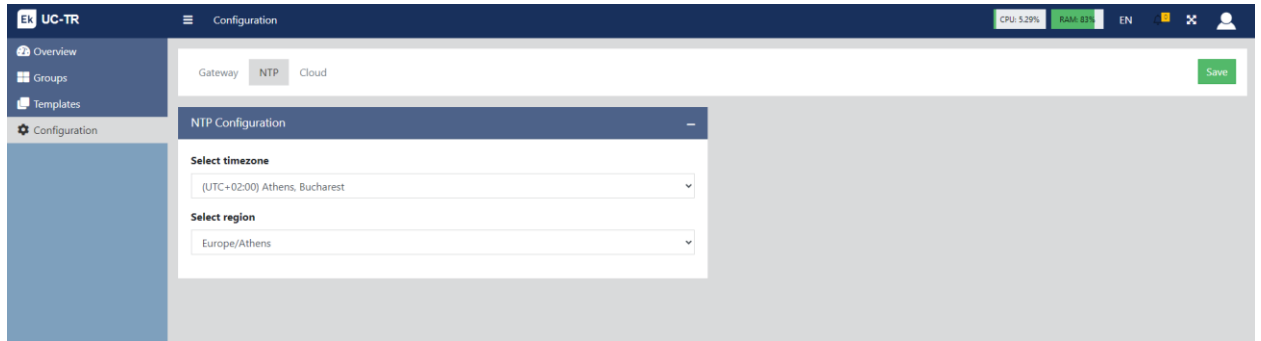 Ek UC-TR
Configuration
CPU: 5.29%
RAM: 83%
EN
Overview
Groups
Templates
Configuration
Gateway NTP Cloud
Save
NTP Configuration
Select timezone
(UTC+02:00) Athens, Bucharest
Select region
Europe/Athens